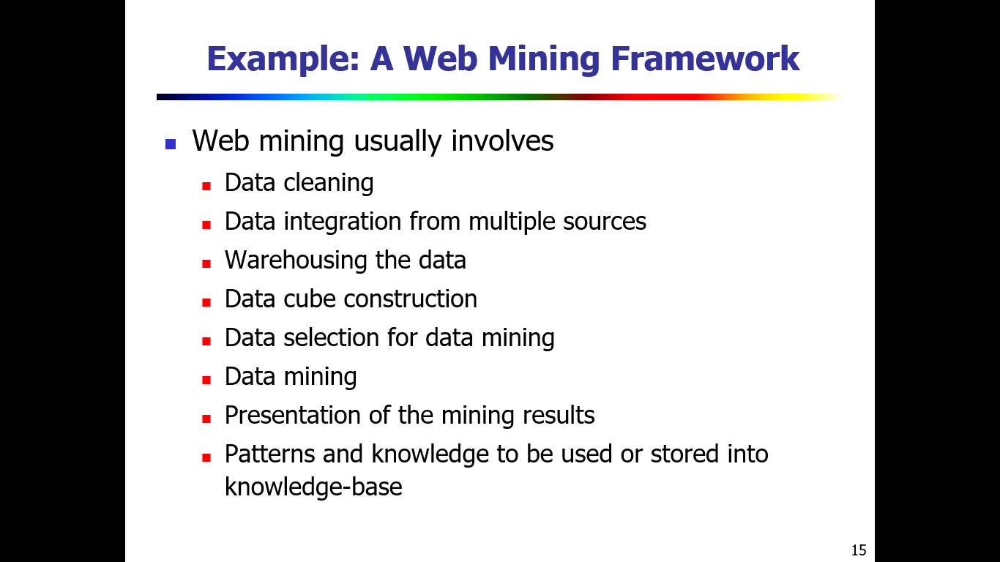 Example: A Web Mining Framework
Web mining usually involves
Data cleaning
Data integration from multiple sources
Warehousing the data
Data cube construction
Data selection for data mining
Data mining
Presentation of the mining results
Patterns and knowledge to be used or stored into
knowledge-base
15